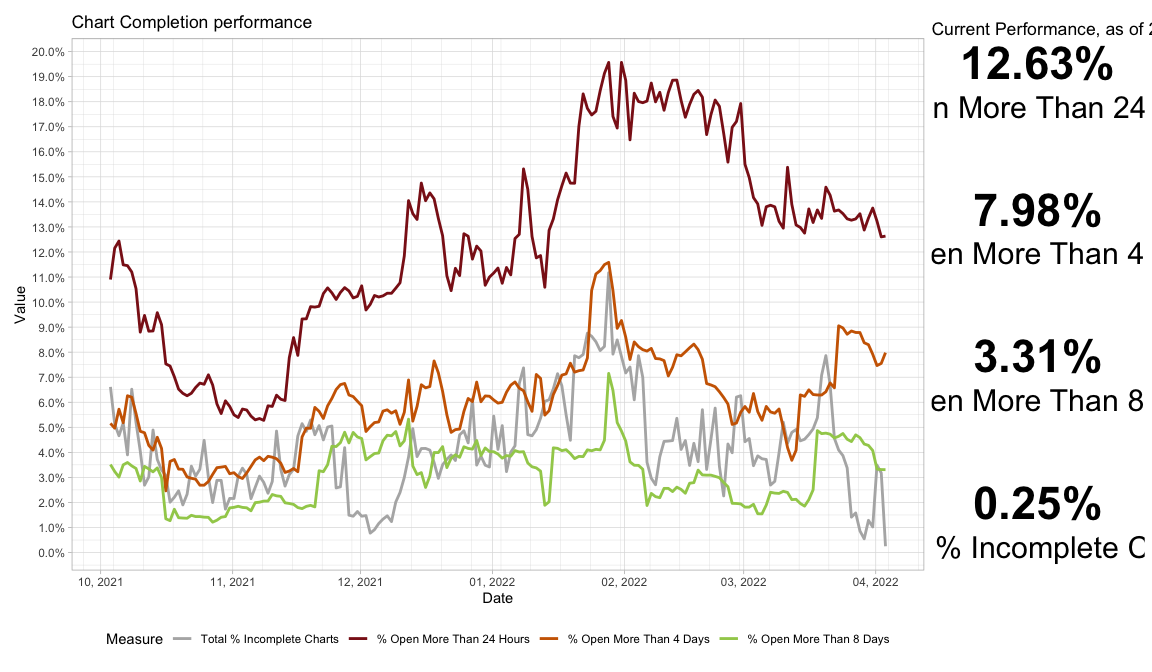 Chart Completion performance
Current Performance, as of 2
12.63%
n More Than 24
7.98%
en More Than 4
3.31%
en More Than 8
0.25%
% Incomplete C
Value
20.0%
19.0%
18.0%
17.0%
16.0%
15.0%
14.0%
13.0%
12.0%
11.0%
10.0%
9.0%
8.0%
7.0%
6.0%
5.0%
4.0%
3.0%
2.0%
1.0%
0.0%
10, 2021 11, 2021 12, 2021 01, 2022 02, 2022 03, 2022 04, 2022
Date
Measure Total % Incomplete Charts % Open More Than 24 Hours % Open More Than 4 Days % Open More Than 8 Days